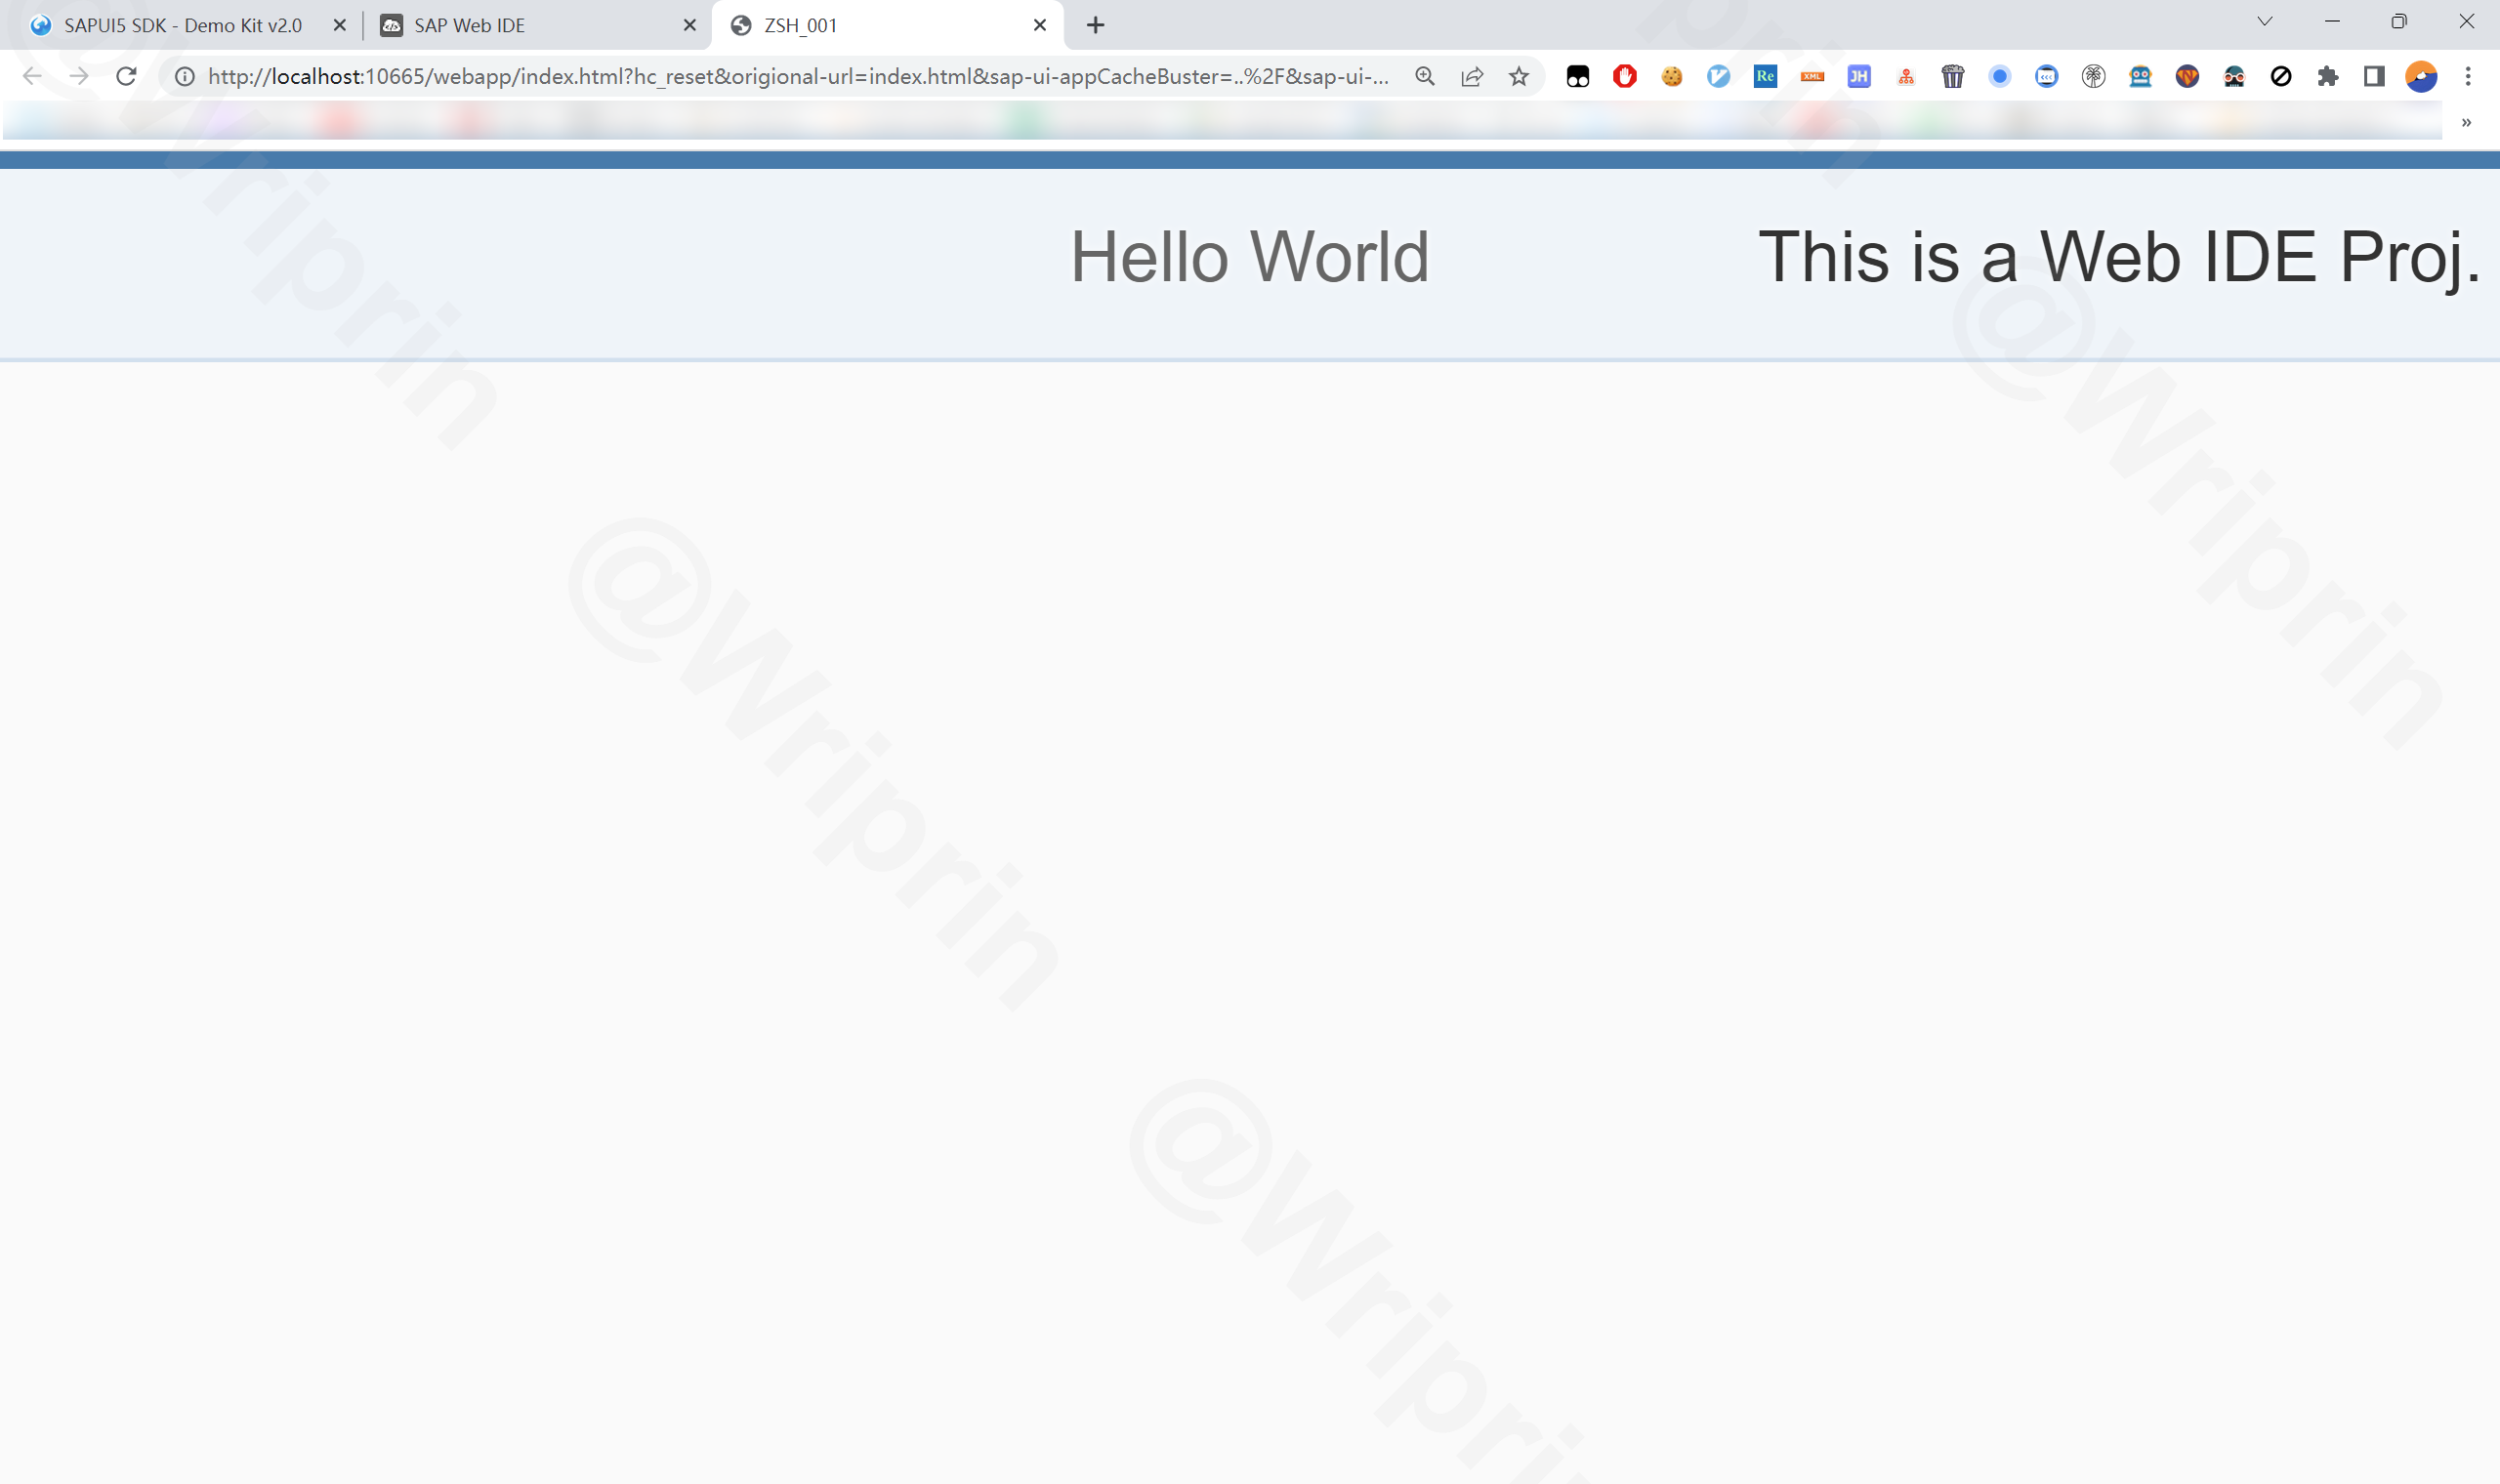 SAPUI5 SDK - Demo Kit v2.0
SAP Web IDE
ZSH_001
http://localhost:10665/webapp/index.html?hc_reset&origional-url=index.html&sap-ui-appCacheBuster=..%2F&sap-ui-...
Re
XML
JH
»
Hello World
This is a Web IDE Proj.
@Wriprin
@Wriprin
@Wriprin
@Wriprin